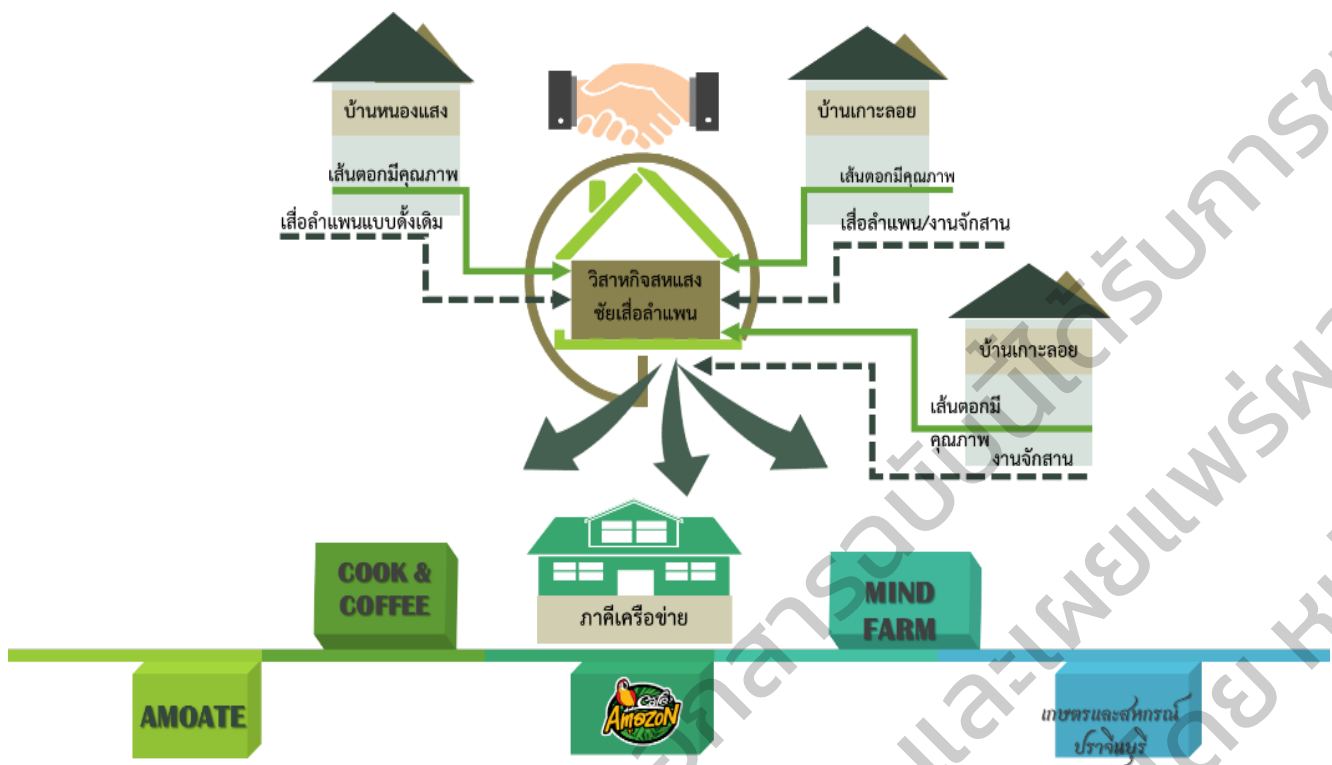 บ้านหนองแสง
บ้านเกาะลอย
เส้นตอกมีคุณภาพ
เส้นตอกมีคุณภาพ
เสื่อลำแพนแบบดั้งเดิม
เสื่อลำแพน/งานจักสาน
วิสาหกิจสหแสง
ชัยเสื่อลำแพน
บ้านเกาะลอย
เส้นตอกมี
คุณภาพ
งานจักสาน
COOK &
COFFEE
ภาคีเครือข่าย
MIND
FARM
AMOATE
Café
Amazon
เกษตรและสหกรณ์
ปราจีนบุรี